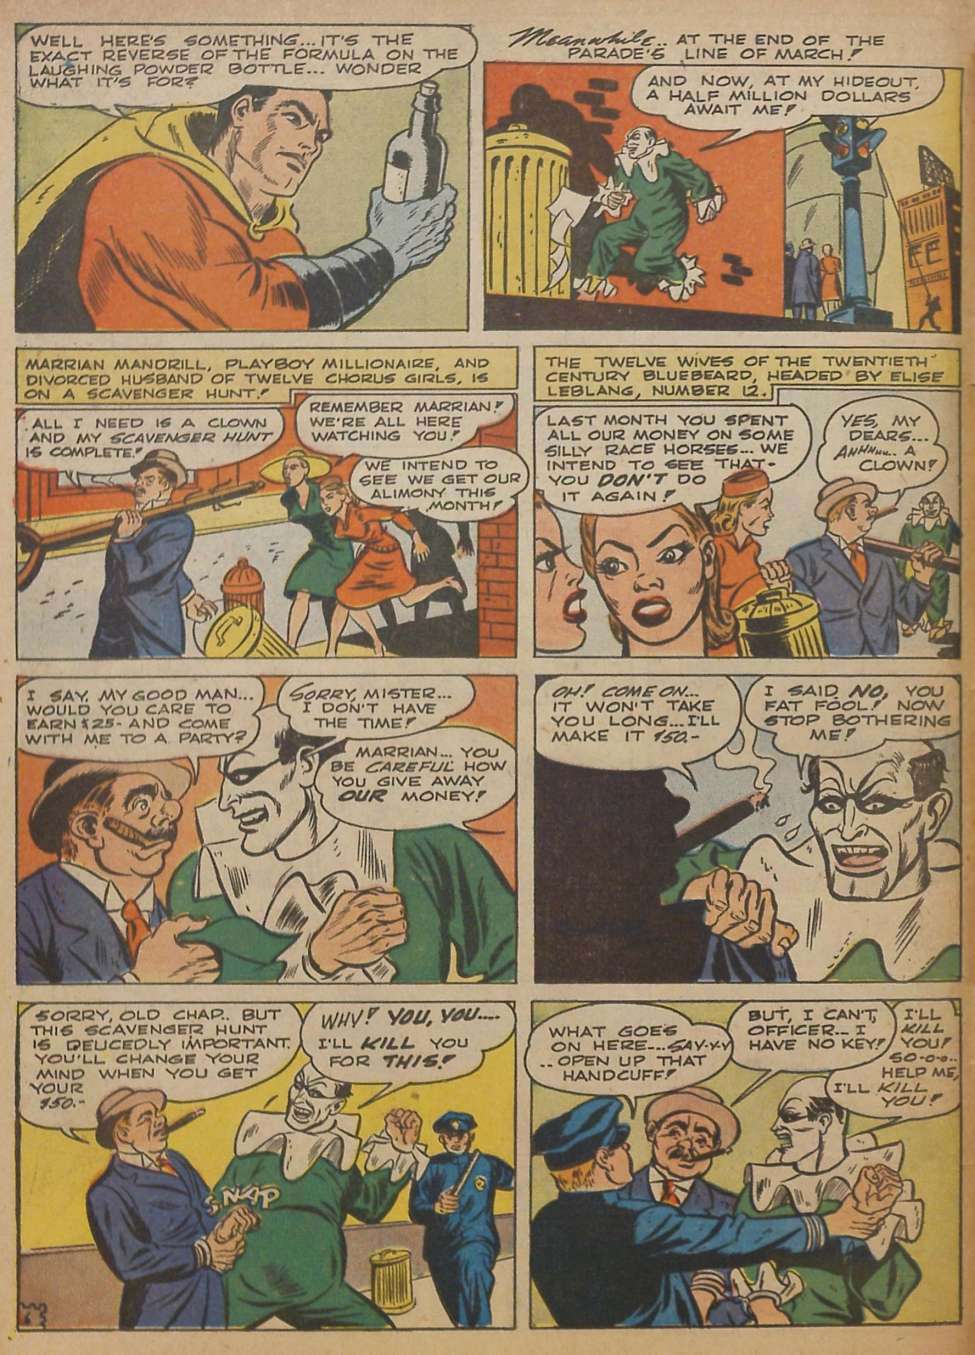 WELL HERE'S SOMETHING...IT'S THE
EXACT REVERSE OF THE FORMULA ON THE
LAUGHING POWDER BOTTLE... WONDER
WHAT IT'S FOR?
Meanwhile.. AT THE END OF THE
PARADE'S LINE OF MARCH!
AND NOW, AT MY HIDEOUT,
A HALF MILLION DOLLARS
AWAIT ME!
MARRIAN MANDRILL, PLAYBOY MILLIONAIRE, AND
DIVORCED HUSBAND OF TWELVE CHORUS GIRLS, IS
ON A SCAVENGER HUNT!
ALL I NEED IS A CLOWN
AND MY SCAVENGER HUNT
IS COMPLETE!
REMEMBER MARRIAN!
WE'RE ALL HERE
WATCHING YOU!
WE INTEND TO
SEE WE GET OUR
ALIMONY THIS
MONTH!
THE TWELVE WIVES OF THE TWENTIETH
CENTURY BLUEBEARD, HEADED BY ELISE
LEBLANG, NUMBER 12.
LAST MONTH YOU SPENT
ALL OUR MONEY ON SOME
SILLY RACE HORSES... WE
INTEND TO SEE THAT-
YOU DON'T DO
IT AGAIN!
YES, MY
DEARS...
AHHHH... A
CLOWN!
I SAY, MY GOOD MAN...
WOULD YOU CARE TO
EARN $25- AND COME
WITH ME TO A PARTY?
SORRY, MISTER...
I DON'T HAVE
THE TIME!
MARRIAN... YOU
BE CAREFUL HOW
YOU GIVE AWAY
OUR MONEY!
OH! COME ON...
IT WON'T TAKE
YOU LONG...I'LL
MAKE IT $50.-
I SAID NO, YOU
FAT FOOL! NOW
STOP BOTHERING
ME!
SORRY, OLD CHAP.. BUT
THIS SCAVENGER HUNT
IS DEUCEDLY IMPORTANT.
YOU'LL CHANGE YOUR
MIND WHEN YOU GET
YOUR
$50.-
WHY! YOU, YOU....
I'LL KILL YOU
FOR THIS!
SNAP
WHAT GOES
ON HERE...SAY-Y-Y
.. OPEN UP THAT
HANDCUFF!
BUT, I CAN'T,
OFFICER... I
HAVE NO KEY!
I'LL
KILL
YOU!
SO-O-O..
HELP ME,
I'LL KILL
YOU!